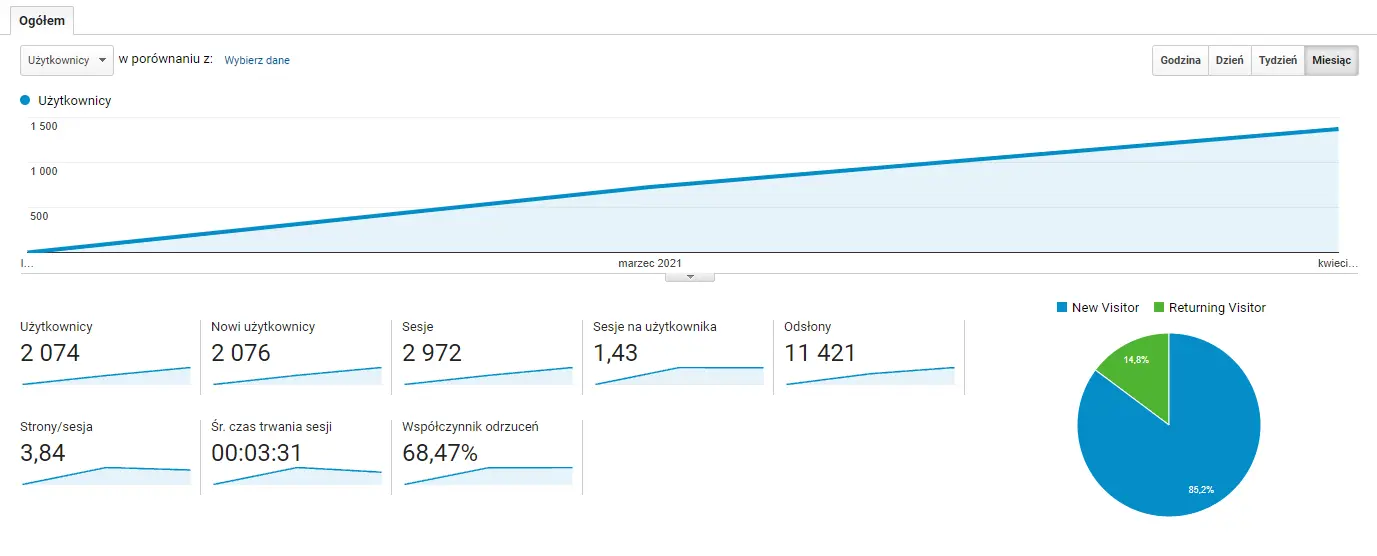 Ogółem
Użytkownicy w porównaniu z: Wybierz dane
Godzina Dzień Tydzień Miesiąc
Użytkownicy
1 500
1 000
500
l… marzec 2021 kwieci…
New Visitor Returning Visitor
Użytkownicy
2 074
Nowi użytkownicy
2 076
Sesje
2 972
Sesje na użytkownika
1,43
Odsłony
11 421
Strony/sesja
3,84
Śr. czas trwania sesji
00:03:31
Współczynnik odrzuceń
68,47%
14,8%
85,2%